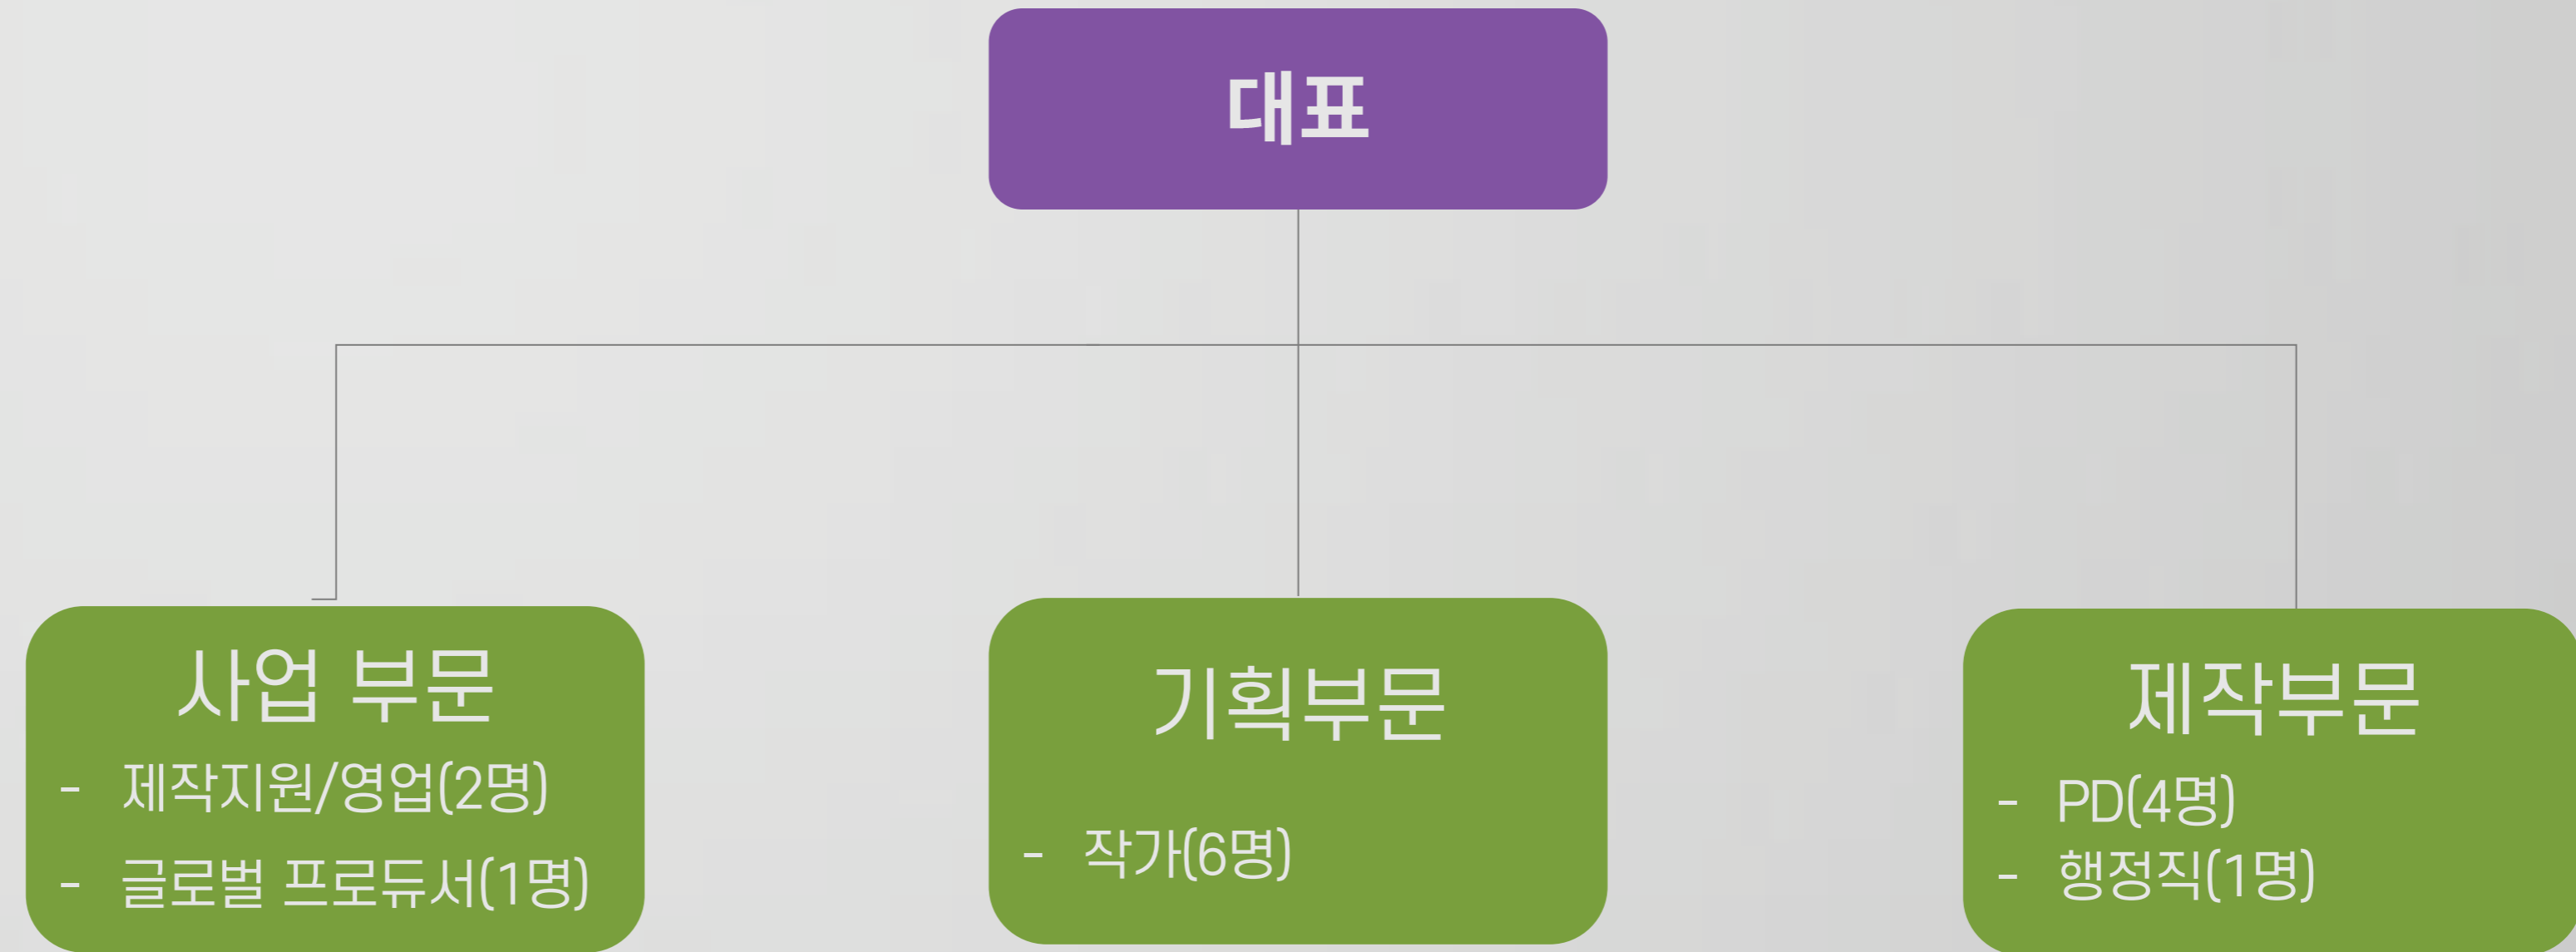 대표
사업 부문
- 제작지원/영업(2명)
- 글로벌 프로듀서(1명)
기획부문
- 작가(6명)
제작부문
- PD(4명)
- 행정직(1명)